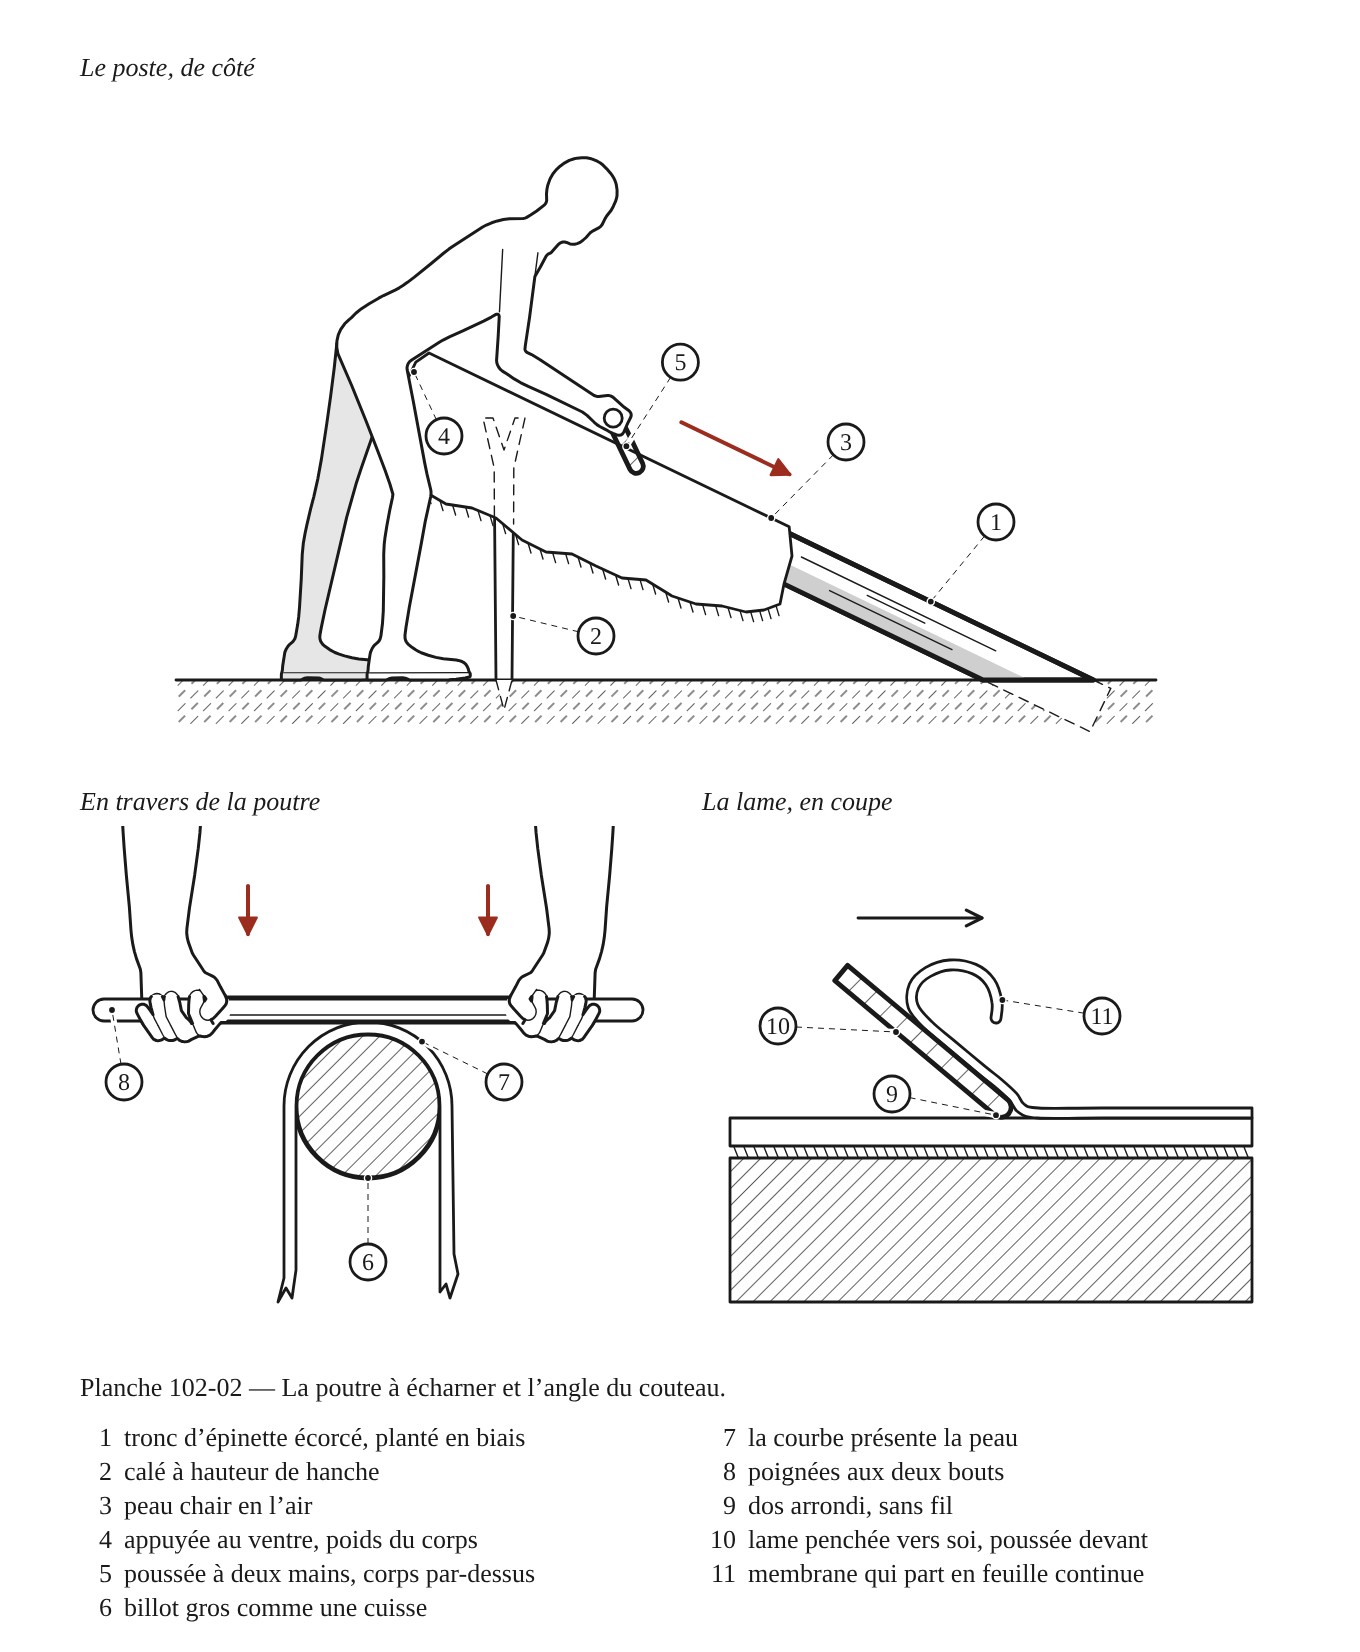 Le poste, de côté
5
3
4
1
2
En travers de la poutre
La lame, en coupe
10
11
8
7
9
6
Planche 102-02 — La poutre à écharner et l’angle du couteau.
1 tronc d’épinette écorcé, planté en biais
2 calé à hauteur de hanche
3 peau chair en l’air
4 appuyée au ventre, poids du corps
5 poussée à deux mains, corps par-dessus
6 billot gros comme une cuisse
7 la courbe présente la peau
8 poignées aux deux bouts
9 dos arrondi, sans fil
10 lame penchée vers soi, poussée devant
11 membrane qui part en feuille continue